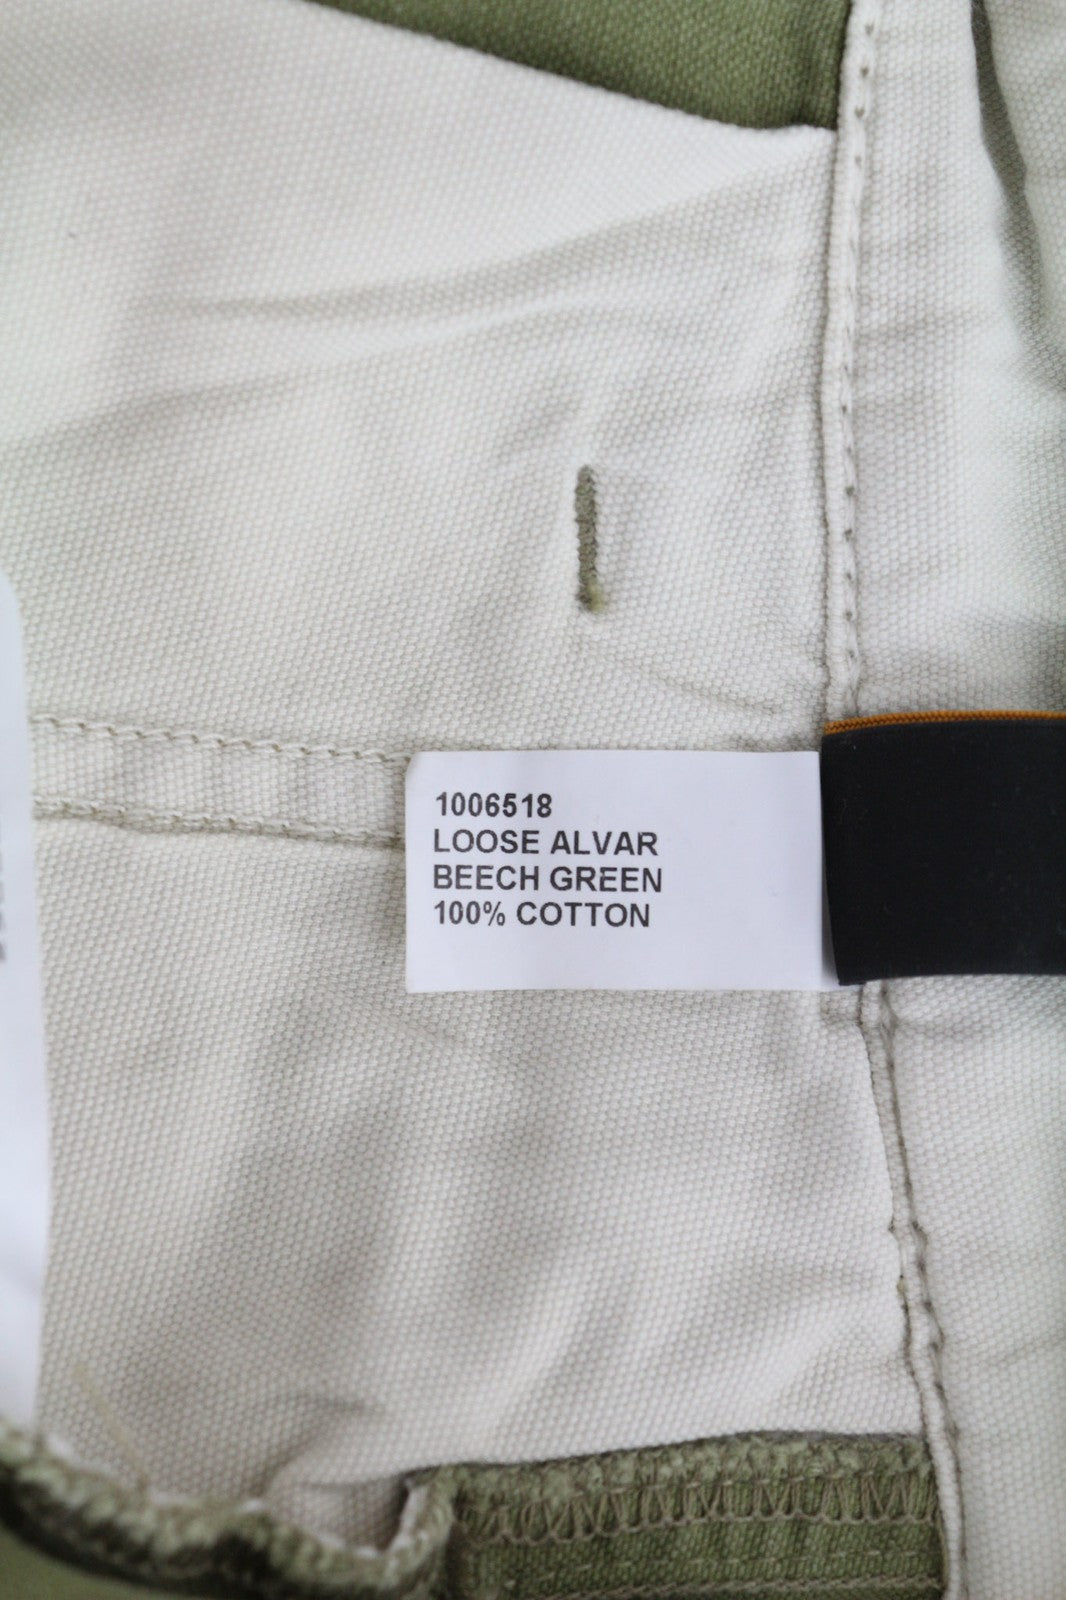 1006518
LOOSE ALVAR
BEECH GREEN
100% COTTON